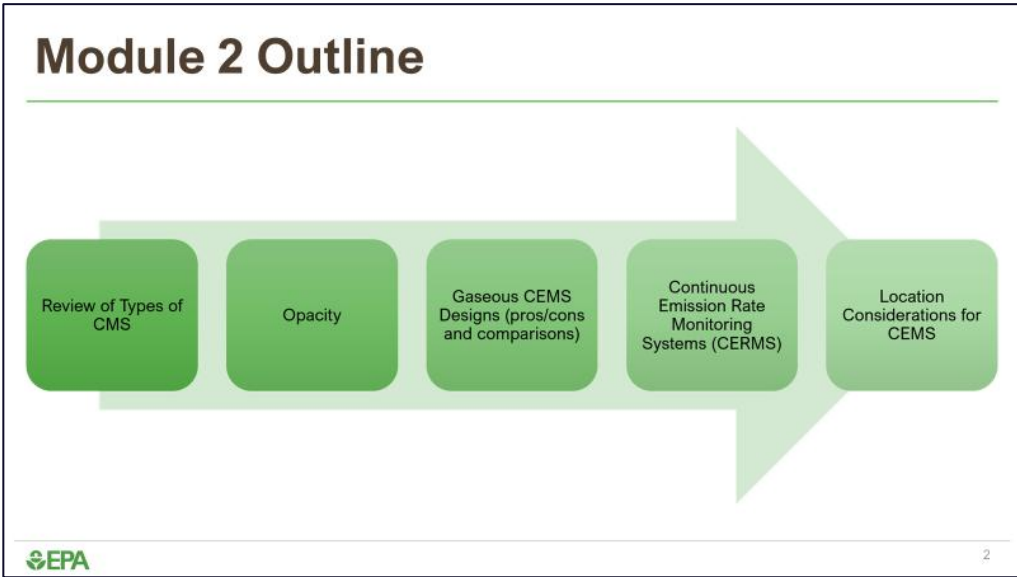 Module 2 Outline
Review of Types of
CMS
Opacity
Gaseous CEMS
Designs (pros/cons
and comparisons)
Continuous
Emission Rate
Monitoring
Systems (CERMS)
Location
Considerations for
CEMS
EPA
2